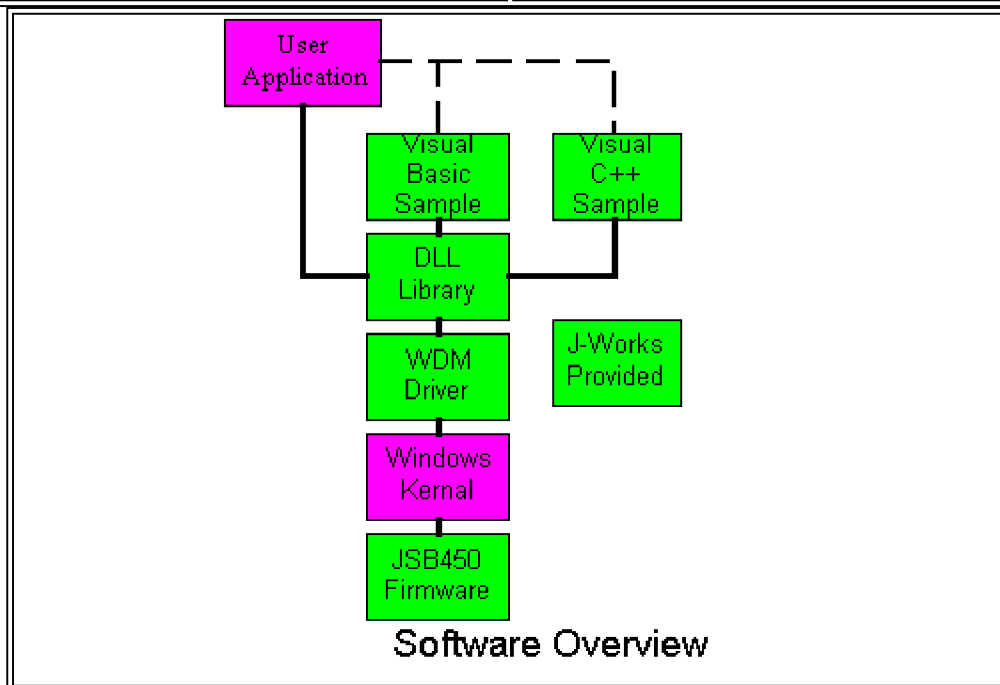 User
Application
Visual
Basic
Sample
Visual
C++
Sample
DLL
Library
J-Works
Provided
WDM
Driver
Windows
Kernal
JSB450
Firmware
Software Overview